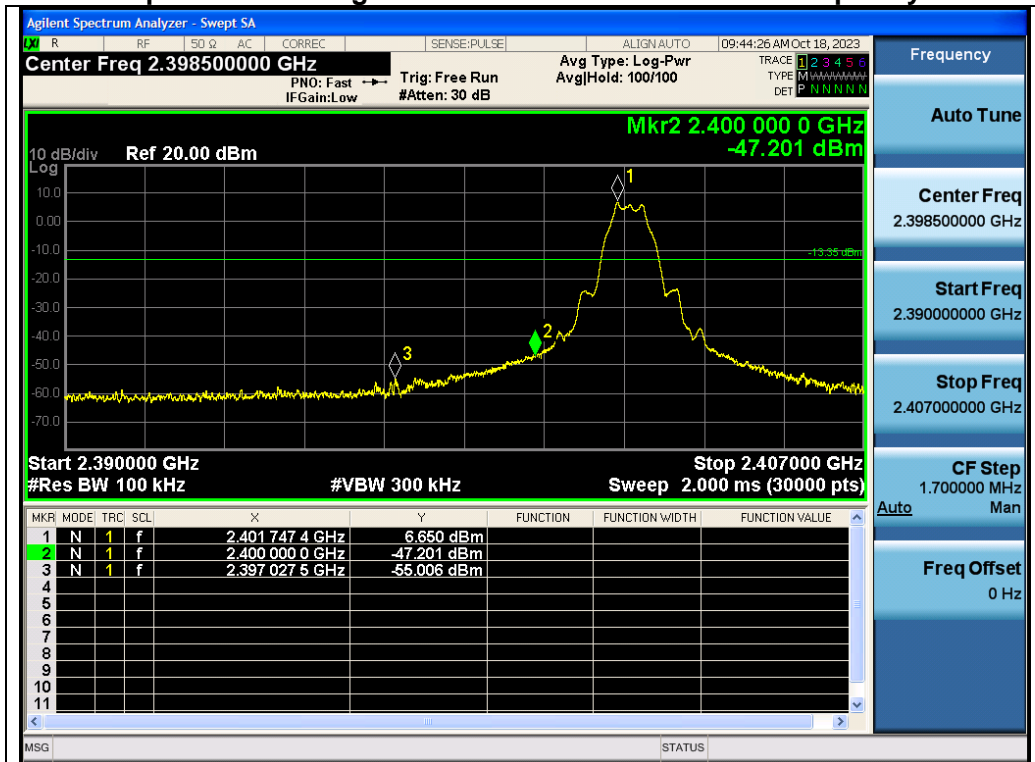 Agilent Spectrum Analyzer - Swept SA
LXI R RF 50 Ω AC CORREC SENSE:PULSE ALIGN AUTO 09:44:26 AM Oct 18, 2023
Center Freq 2.398500000 GHz
PNO: Fast
IFGain:Low
Trig: Free Run
#Atten: 30 dB
Avg Type: Log-Pwr
Avg|Hold: 100/100
TRACE 1 2 3 4 5 6
TYPE M
DET P N N N N N
Mkr2 2.400 000 0 GHz
-47.201 dBm
10 dB/div Ref 20.00 dBm
Log
10.0
0.00
-10.0
-20.0
-30.0
-40.0
-50.0
-60.0
-70.0
1
-13.35 dBm
2
3
Start 2.390000 GHz Stop 2.407000 GHz
#Res BW 100 kHz #VBW 300 kHz Sweep 2.000 ms (30000 pts)
MKR MODE TRC SCL X Y FUNCTION FUNCTION WIDTH FUNCTION VALUE
1 N 1 f 2.401 747 4 GHz 6.650 dBm
2 N 1 f 2.400 000 0 GHz -47.201 dBm
3 N 1 f 2.397 027 5 GHz -55.006 dBm
4
5
6
7
8
9
10
11
MSG STATUS
Frequency
Auto Tune
Center Freq
2.398500000 GHz
Start Freq
2.390000000 GHz
Stop Freq
2.407000000 GHz
CF Step
1.700000 MHz
Auto Man
Freq Offset
0 Hz